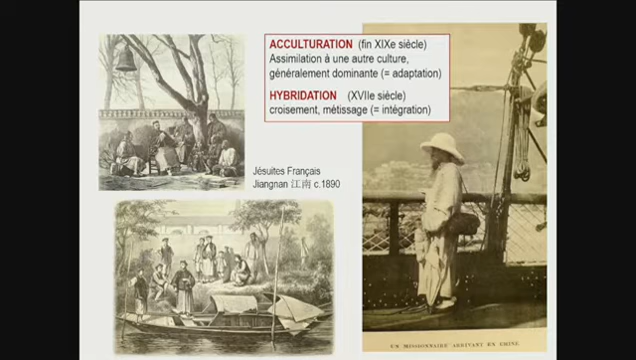 ACCULTURATION (fin XIXe siècle)
Assimilation à une autre culture,
généralement dominante (= adaptation)
HYBRIDATION (XVIIe siècle)
croisement, métissage (= intégration)
Jésuites Français
Jiangnan 江南 c.1890
UN MISSIONNAIRE ARRIVANT EN CHINE.